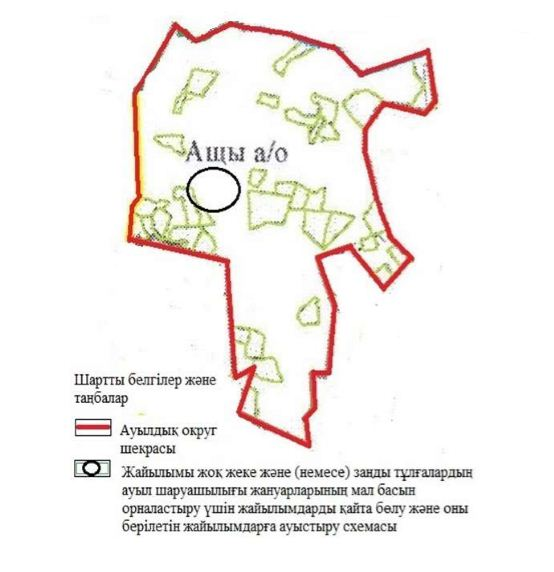 Ащы а/о
Шартты белгілер және
таңбалар
Ауылдық округ
шекрасы
Жайылымы жоқ жеке және (немесе) заңды тұлғалардың
ауыл шаруашылығы жануарларының мал басын
орналастыру үшін жайылымдарды қайта бөлу және оны
берілетін жайылымдарға ауыстыру схемасы